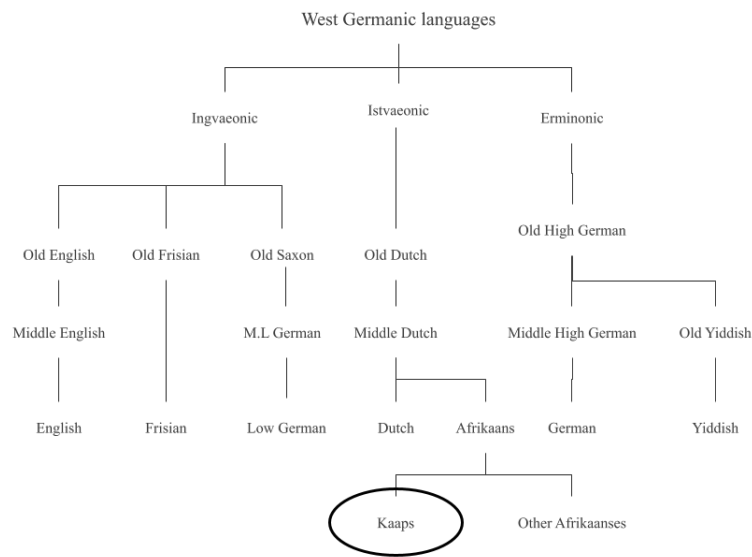 West Germanic languages
Ingvaeonic Istvaeonic Erminonic
Old High German
Old English Old Frisian Old Saxon Old Dutch
Middle English M.L German Middle Dutch Middle High German Old Yiddish
English Frisian Low German Dutch Afrikaans German Yiddish
Kaaps Other Afrikaanses